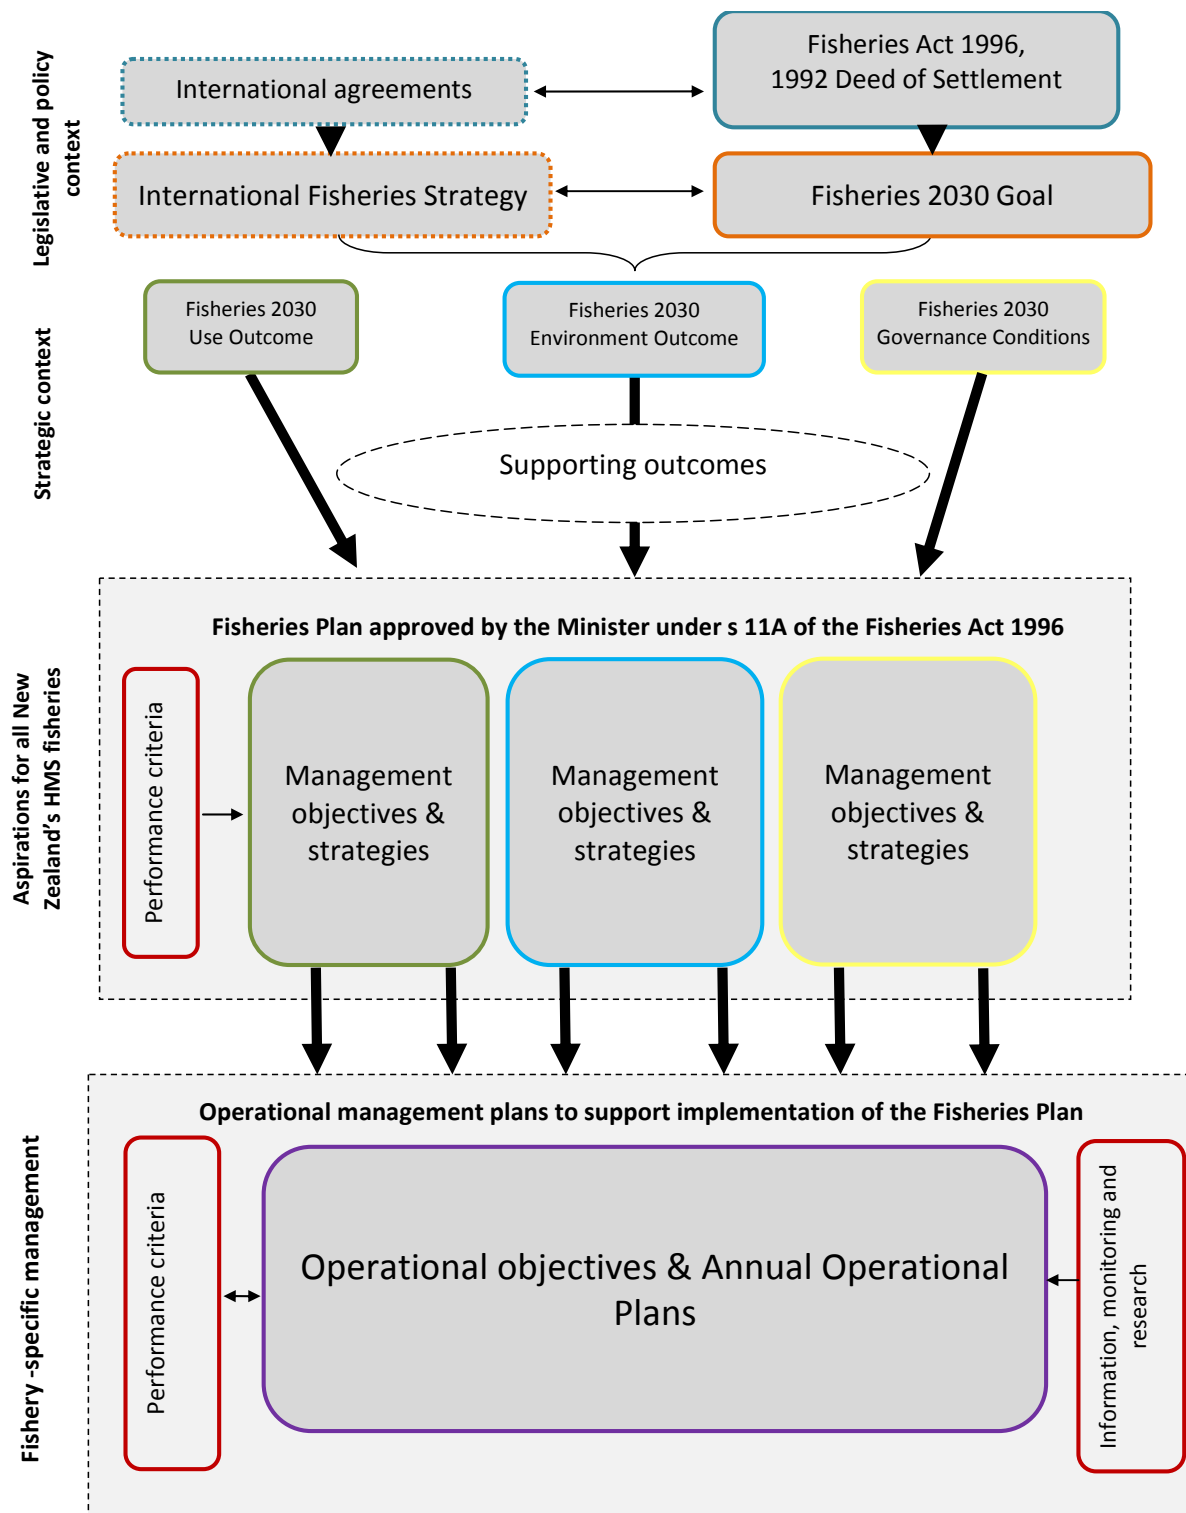 Legislative and policy
context
International agreements
Fisheries Act 1996,
1992 Deed of Settlement
International Fisheries Strategy
Fisheries 2030 Goal
Strategic context
Fisheries 2030
Use Outcome
Fisheries 2030
Environment Outcome
Fisheries 2030
Governance Conditions
Supporting outcomes
Aspirations for all New
Zealand's HMS fisheries
Fisheries Plan approved by the Minister under s 11A of the Fisheries Act 1996
Performance criteria
Management
objectives &
strategies
Management
objectives &
strategies
Management
objectives &
strategies
Fishery -specific management
Operational management plans to support implementation of the Fisheries Plan
Performance criteria
Operational objectives & Annual Operational
Plans
Information, monitoring and
research